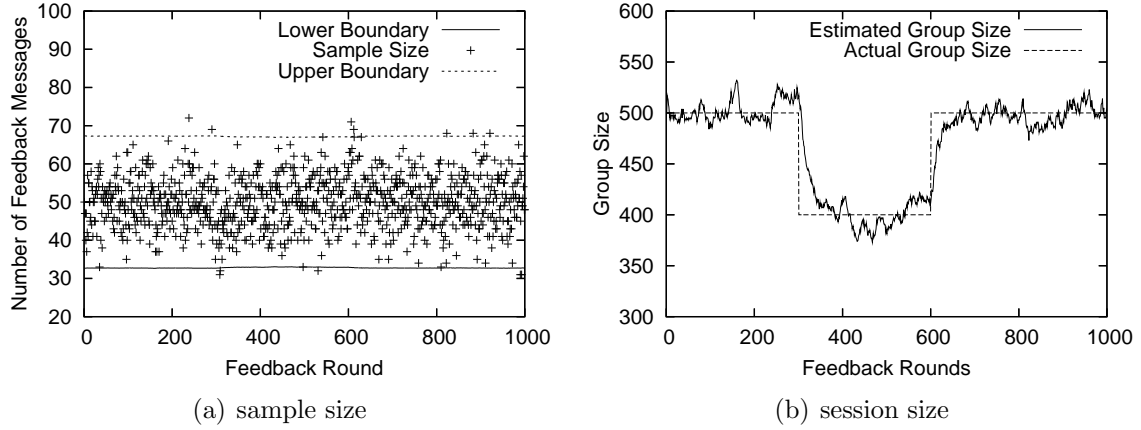 100
90
80
70
60
50
40
30
20
0 200 400 600 800 1000
Number of Feedback Messages
Feedback Round
Lower Boundary
Sample Size
Upper Boundary
(a) sample size
600
550
500
450
400
350
300
0 200 400 600 800 1000
Group Size
Feedback Rounds
Estimated Group Size
Actual Group Size
(b) session size